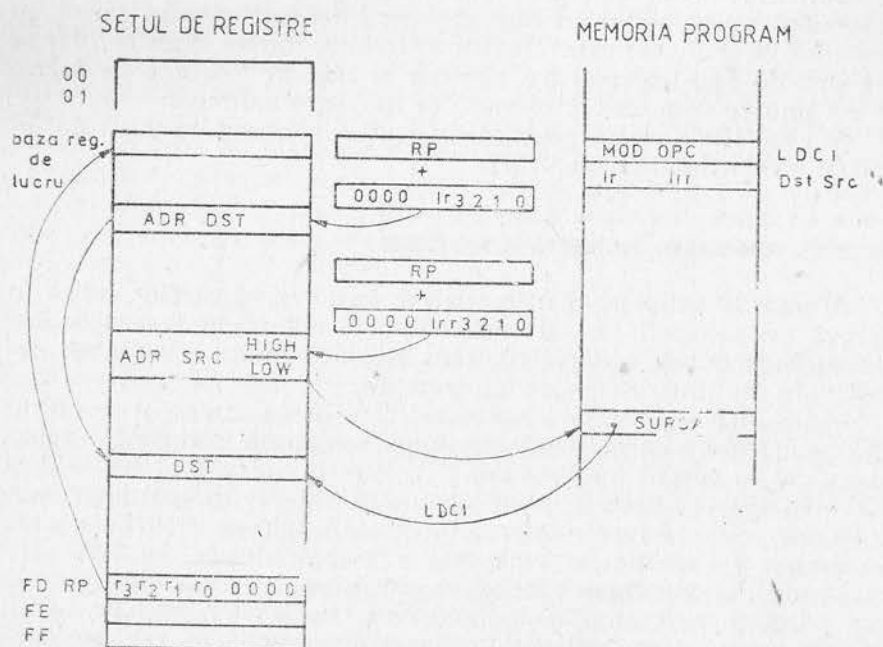 SETUL DE REGISTRE
MEMORIA PROGRAM
00
01
baza reg.
de
lucru
RP
+
0000 Ir3 2 1 0
MOD OPC
LDCI
Ir Irr
Dst Src
ADR DST
RP
+
0000 Irr3 2 1 0
ADR SRC
HIGH
LOW
SURSA
DST
LDCI
FD RP
r3 r2 r1 r0 0000
FE
FF